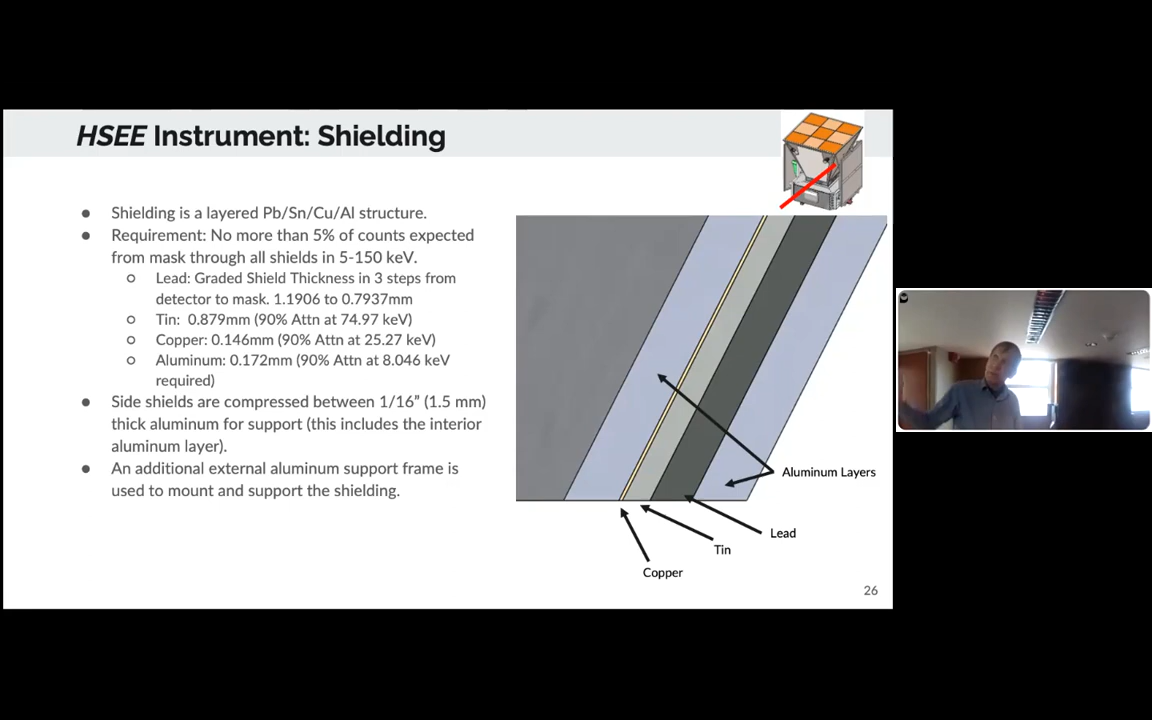 HSEE Instrument: Shielding
● Shielding is a layered Pb/Sn/Cu/Al structure.
● Requirement: No more than 5% of counts expected
from mask through all shields in 5-150 keV.
○ Lead: Graded Shield Thickness in 3 steps from
detector to mask. 1.1906 to 0.7937mm
○ Tin: 0.879mm (90% Attn at 74.97 keV)
○ Copper: 0.146mm (90% Attn at 25.27 keV)
○ Aluminum: 0.172mm (90% Attn at 8.046 keV
required)
● Side shields are compressed between 1/16” (1.5 mm)
thick aluminum for support (this includes the interior
aluminum layer).
● An additional external aluminum support frame is
used to mount and support the shielding.
Aluminum Layers
Lead
Tin
Copper
26